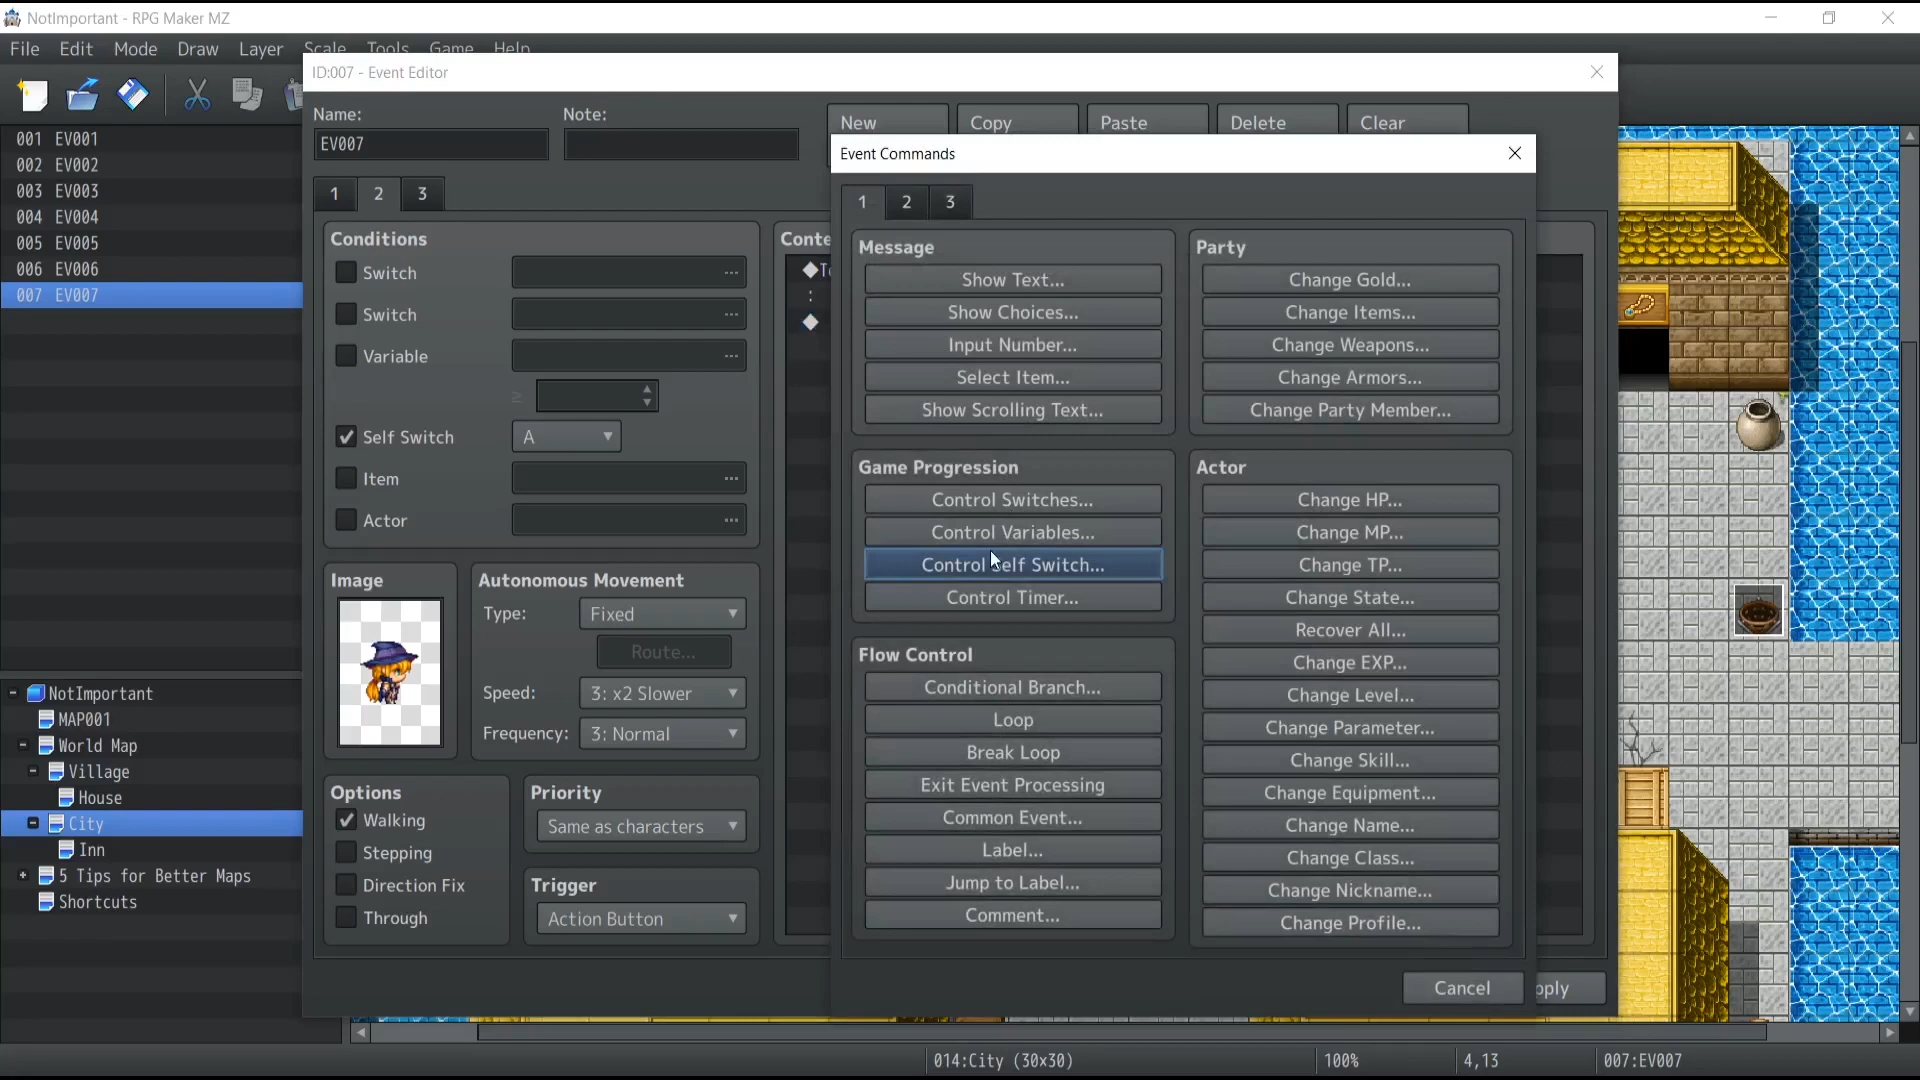 NotImportant - RPG Maker MZ
File Edit Mode Draw Layer Scale Tools Game Help
ID:007 - Event Editor
Name:
Note:
EV007
New Copy Paste Delete Clear
001 EV001
002 EV002
003 EV003
004 EV004
005 EV005
006 EV006
007 EV007
1 2 3
Conditions
Switch
Switch
Variable
≥
Self Switch A
Item
Actor
Image
Autonomous Movement
Type: Fixed
Route...
Speed: 3: x2 Slower
Frequency: 3: Normal
Options
Walking
Stepping
Direction Fix
Through
Priority
Same as characters
Trigger
Action Button
Conte
Event Commands
1 2 3
Message
Show Text...
Show Choices...
Input Number...
Select Item...
Show Scrolling Text...
Game Progression
Control Switches...
Control Variables...
Control Self Switch...
Control Timer...
Flow Control
Conditional Branch...
Loop
Break Loop
Exit Event Processing
Common Event...
Label...
Jump to Label...
Comment...
Party
Change Gold...
Change Items...
Change Weapons...
Change Armors...
Change Party Member...
Actor
Change HP...
Change MP...
Change TP...
Change State...
Recover All...
Change EXP...
Change Level...
Change Parameter...
Change Skill...
Change Equipment...
Change Name...
Change Class...
Change Nickname...
Change Profile...
Cancel
pply
NotImportant
MAP001
World Map
Village
House
City
Inn
5 Tips for Better Maps
Shortcuts
014:City (30x30) 100% 4,13 007:EV007